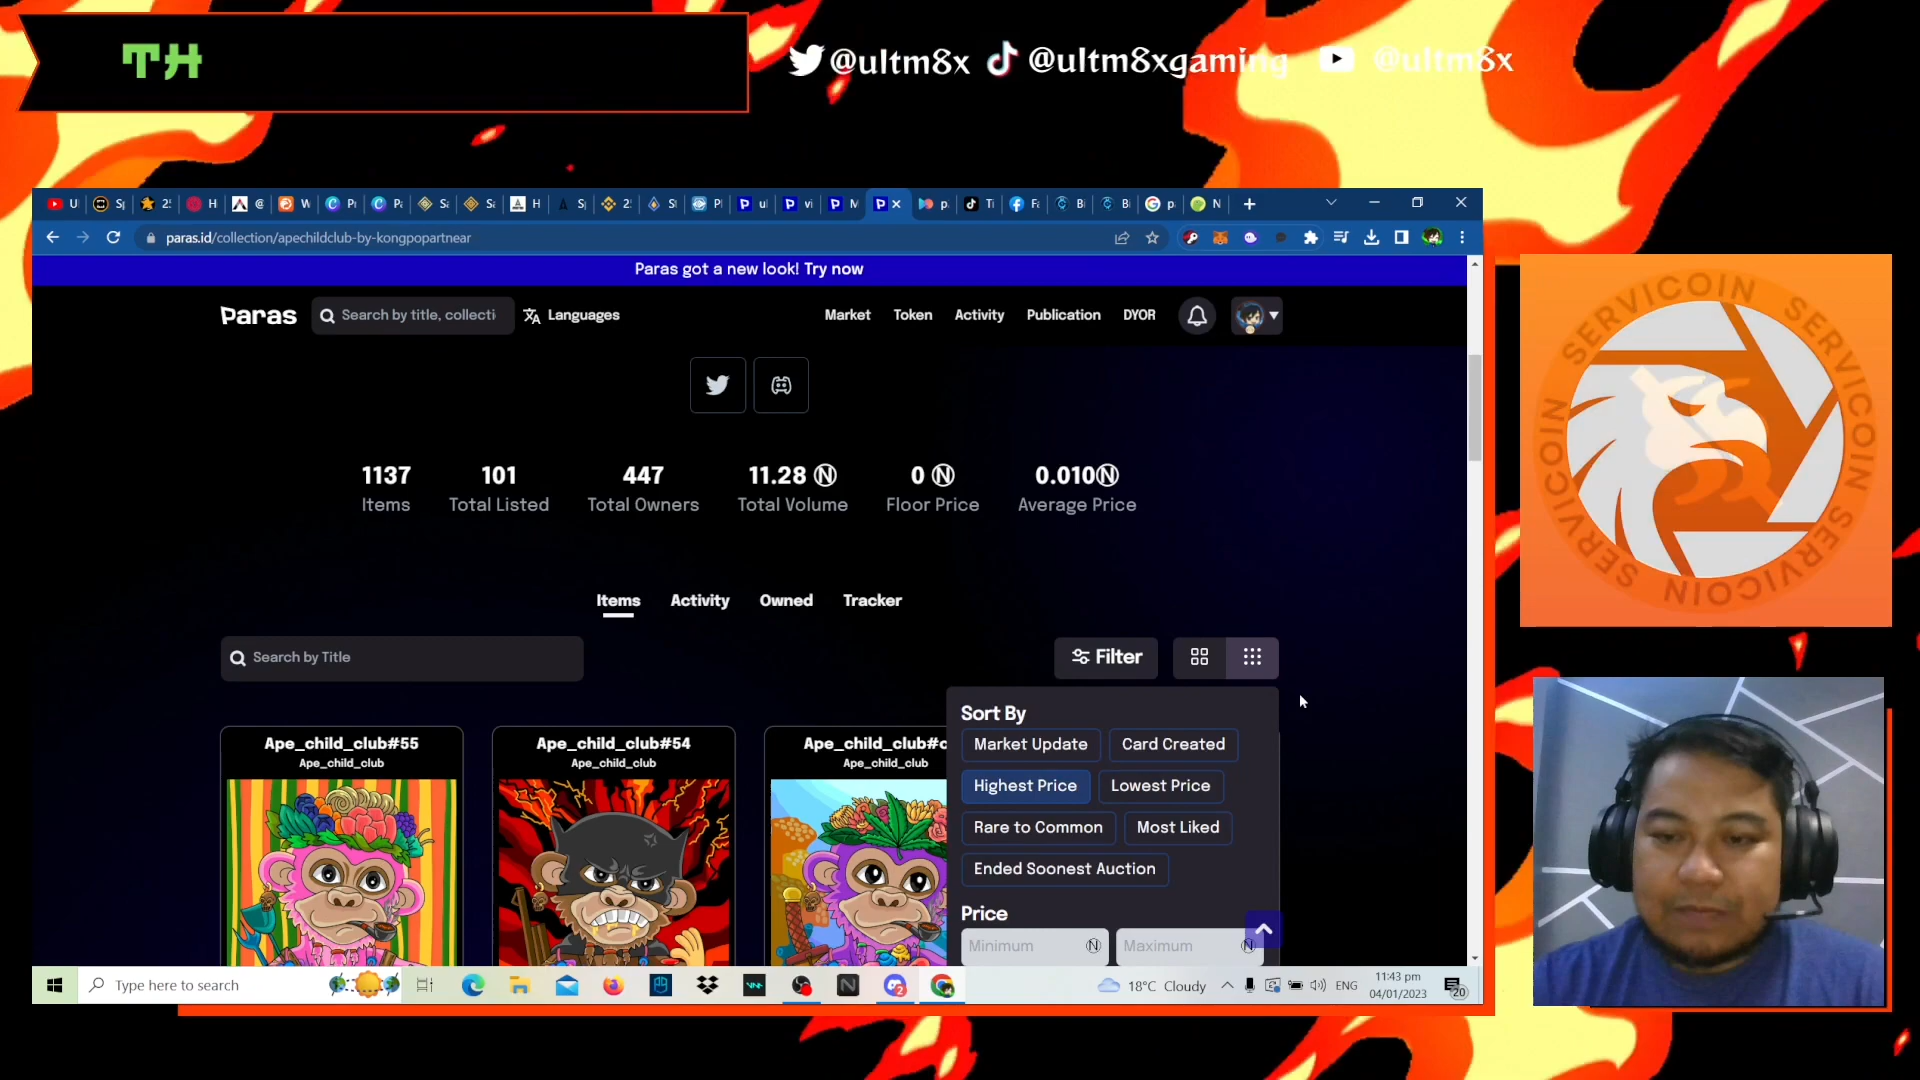 TH
@ultm8x @ultm8xgaming @ultm8x
paras.id/collection/apechildclub-by-kongpopartnear
Paras got a new look! Try now
Paras
Search by title, collecti
Languages
Market Token Activity Publication DYOR
1137 101 447 11.28 Ⓝ 0 Ⓝ 0.010Ⓝ
Items Total Listed Total Owners Total Volume Floor Price Average Price
Items Activity Owned Tracker
Search by Title
Filter
Sort By
Market Update Card Created
Highest Price Lowest Price
Rare to Common Most Liked
Ended Soonest Auction
Price
Minimum Ⓝ Maximum Ⓝ
Ape_child_club#55 Ape_child_club#54
Ape_child_club Ape_child_club Ape_child_club
Type here to search
18°C Cloudy
ENG
11:43 pm
04/01/2023
20
SERVICOIN SERVICOIN SERVICOIN SERVICOIN